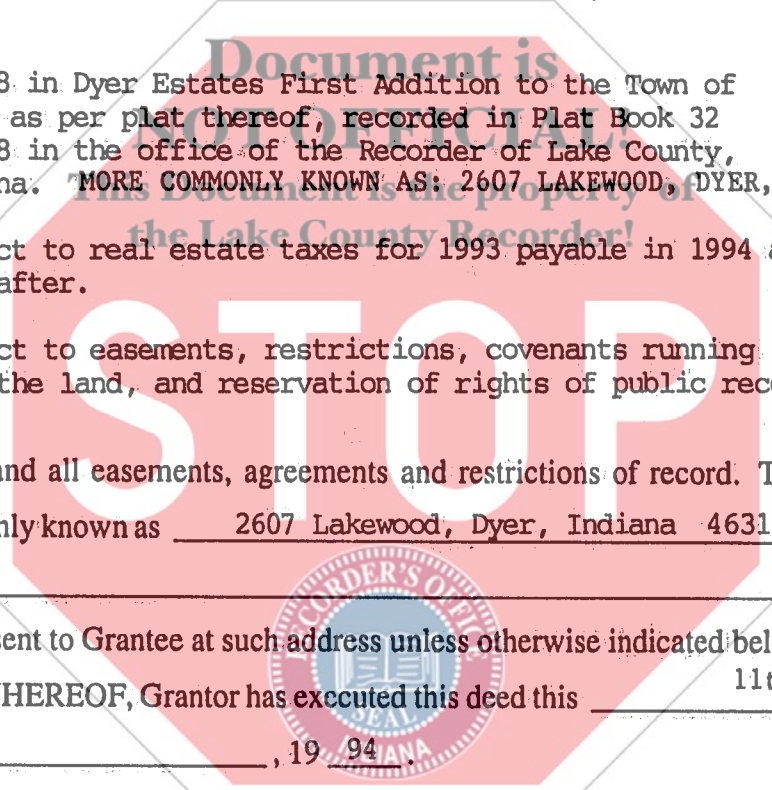 Document is
8 in Dyer Estates First Addition to the Town of
as per plat thereof, recorded in Plat Book 32
NOT OFFICIAL!
8 in the office of the Recorder of Lake County,
na. MORE COMMONLY KNOWN AS: 2607 LAKEWOOD, DYER,
This Document is the property of
the Lake County Recorder!
ct to real estate taxes for 1993 payable in 1994 a
after.
STOP
ct to easements, restrictions, covenants running
the land, and reservation of rights of public reco
and all easements, agreements and restrictions of record. T
nly known as 2607 Lakewood, Dyer, Indiana 4631
RECORDER'S OFFIC
sent to Grantee at such address unless otherwise indicated bel
HEREOF, Grantor has executed this deed this 11t
SEAL
INDIANA
, 19 94 .